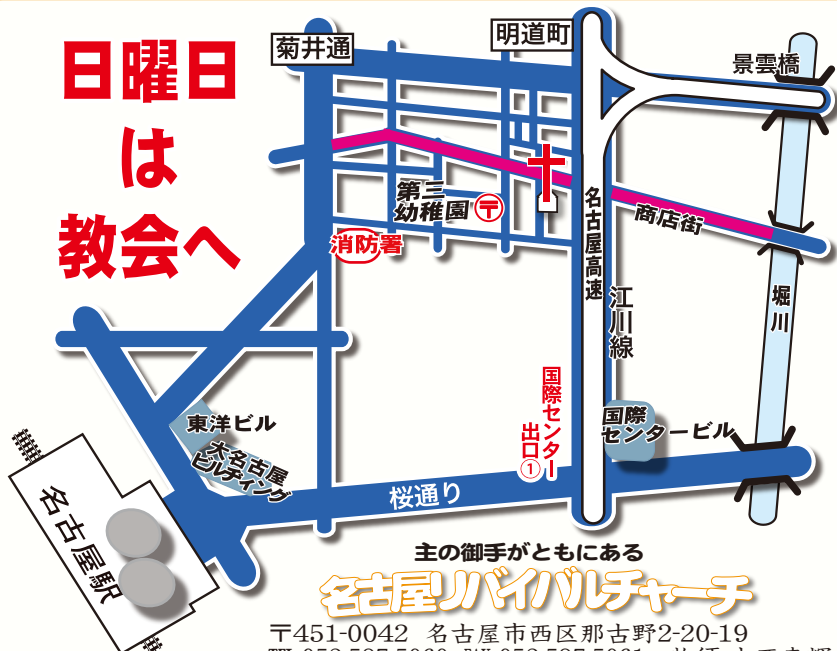 日曜日
は
教会へ
菊井通
明道町
景雲橋
第三
幼稚園
〒
消防署
商店街
名古屋高速
江川線
堀川
国際センター
出口①
国際
センタービル
東洋ビル
大名古屋
ビルヂィング
桜通り
名古屋駅
主の御手がともにある
名古屋リバイバルチャーチ
〒451-0042 名古屋市西区那古野2-20-19